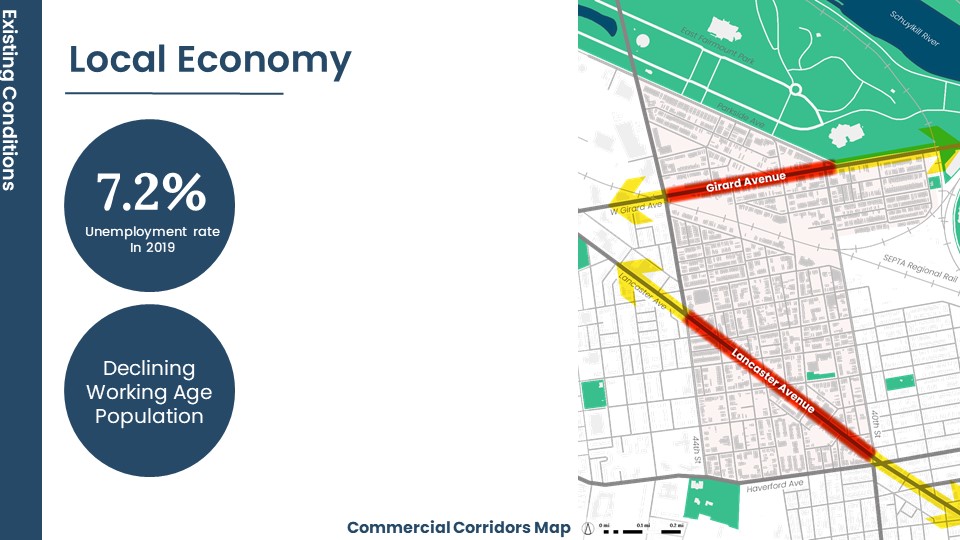 Existing Conditions
Local Economy
7.2%
Unemployment rate
In 2019
Declining
Working Age
Population
Commercial Corridors Map
Schuylkill River
East Fairmount Park
Parkside Ave
Girard Avenue
W Girard Ave
SEPTA Regional Rail
Lancaster Ave
Lancaster Avenue
40th St
44th St
Haverford Ave
0 mi 0.1 mi 0.2 mi